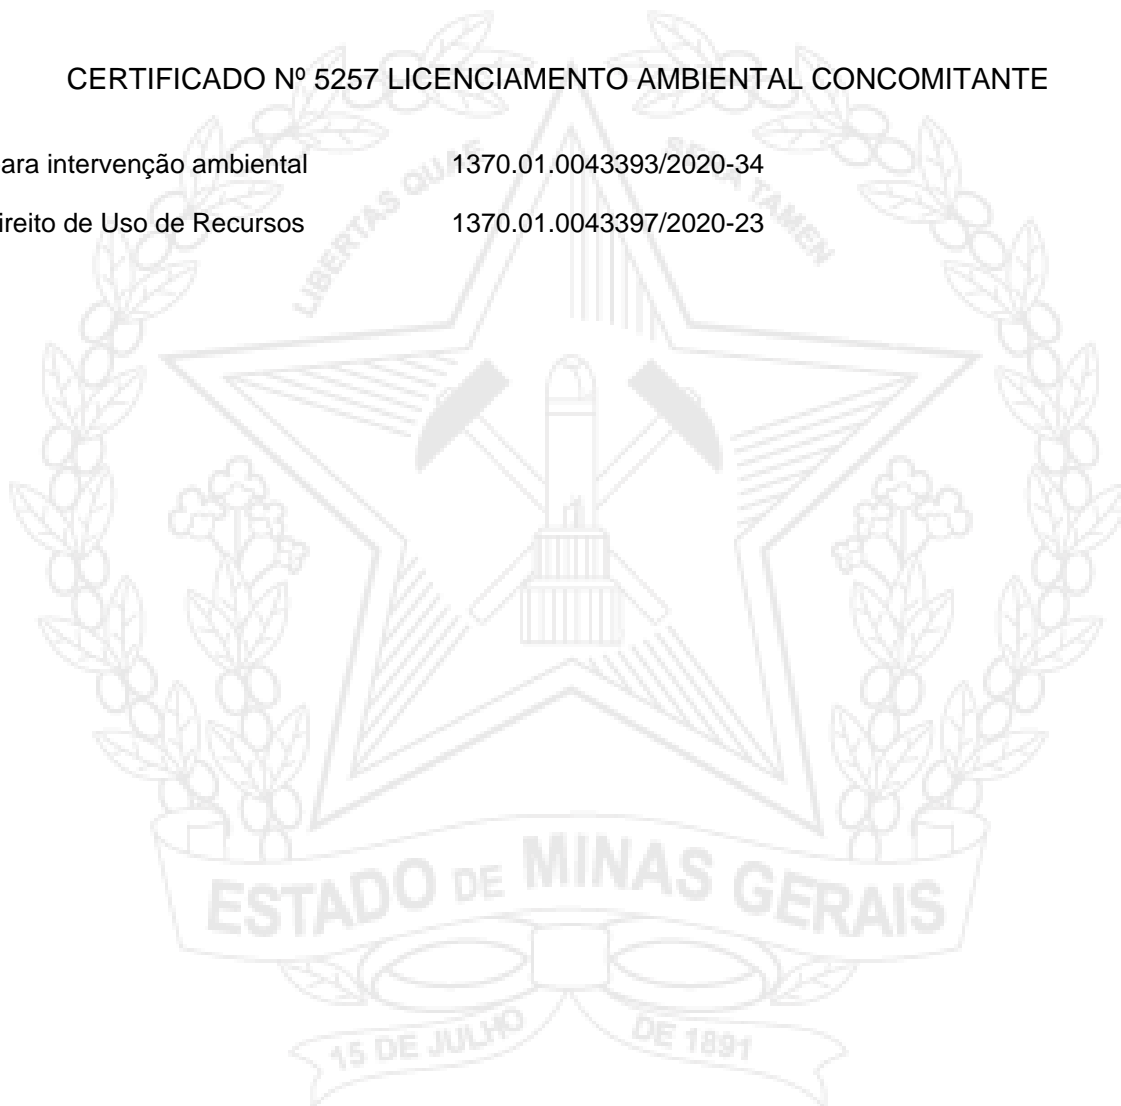 CERTIFICADO Nº 5257 LICENCIAMENTO AMBIENTAL CONCOMITANTE
ara intervenção ambiental 1370.01.0043393/2020-34
ireito de Uso de Recursos 1370.01.0043397/2020-23
LIBERTAS QUAE SERA TAMEN
ESTADO DE MINAS GERAIS
15 DE JULHO DE 1891